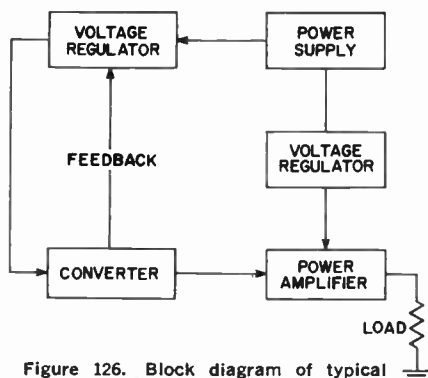 VOLTAGE
REGULATOR
POWER
SUPPLY
FEEDBACK
VOLTAGE
REGULATOR
CONVERTER
POWER
AMPLIFIER
LOAD
Figure 126. Block diagram of typical